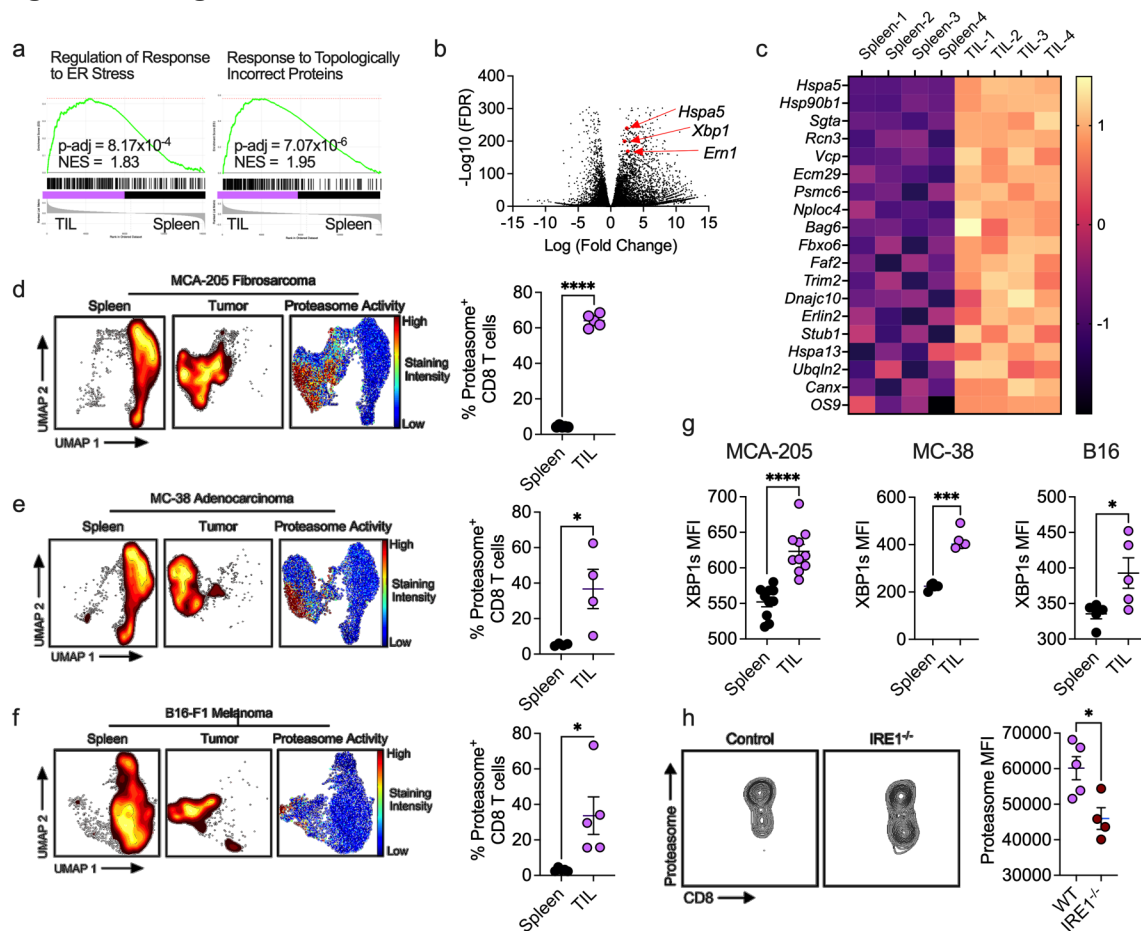 a
Regulation of Response
to ER Stress
p-adj = 8.17x10-4
NES = 1.83
TIL
Spleen
Response to Topologically
Incorrect Proteins
p-adj = 7.07x10-6
NES = 1.95
TIL
Spleen
b
-Log10 (FDR)
400
300
200
100
0
Hspa5
Xbp1
Ern1
-15 -10 -5 0 5 10 15
Log (Fold Change)
c
Spleen-1
Spleen-2
Spleen-3
Spleen-4
TIL-1
TIL-2
TIL-3
TIL-4
Hspa5
Hsp90b1
Sgta
Rcn3
Vcp
Ecm29
Psmc6
Nploc4
Bag6
Fbxo6
Faf2
Trim2
Dnajc10
Erlin2
Stub1
Hspa13
Ubqln2
Canx
OS9
1
0
-1
d
MCA-205 Fibrosarcoma
Spleen
Tumor
Proteasome Activity
High
Staining
Intensity
Low
UMAP 2
UMAP 1
% Proteasome+
CD8 T cells
80
60
40
20
0
****
Spleen
TIL
e
MC-38 Adenocarcinoma
Spleen
Tumor
Proteasome Activity
High
Staining
Intensity
Low
UMAP 2
UMAP 1
% Proteasome+
CD8 T cells
80
60
40
20
0
*
Spleen
TIL
f
B16-F1 Melanoma
Spleen
Tumor
Proteasome Activity
High
Staining
Intensity
Low
UMAP 2
UMAP 1
% Proteasome+
CD8 T cells
80
60
40
20
0
*
Spleen
TIL
g
MCA-205
XBP1s MFI
700
650
600
550
500
****
Spleen
TIL
MC-38
XBP1s MFI
600
400
200
0
***
Spleen
TIL
B16
XBP1s MFI
500
450
400
350
300
*
Spleen
TIL
h
Control
IRE1-/-
Proteasome
CD8
Proteasome MFI
70000
60000
50000
40000
30000
*
WT
IRE1-/-